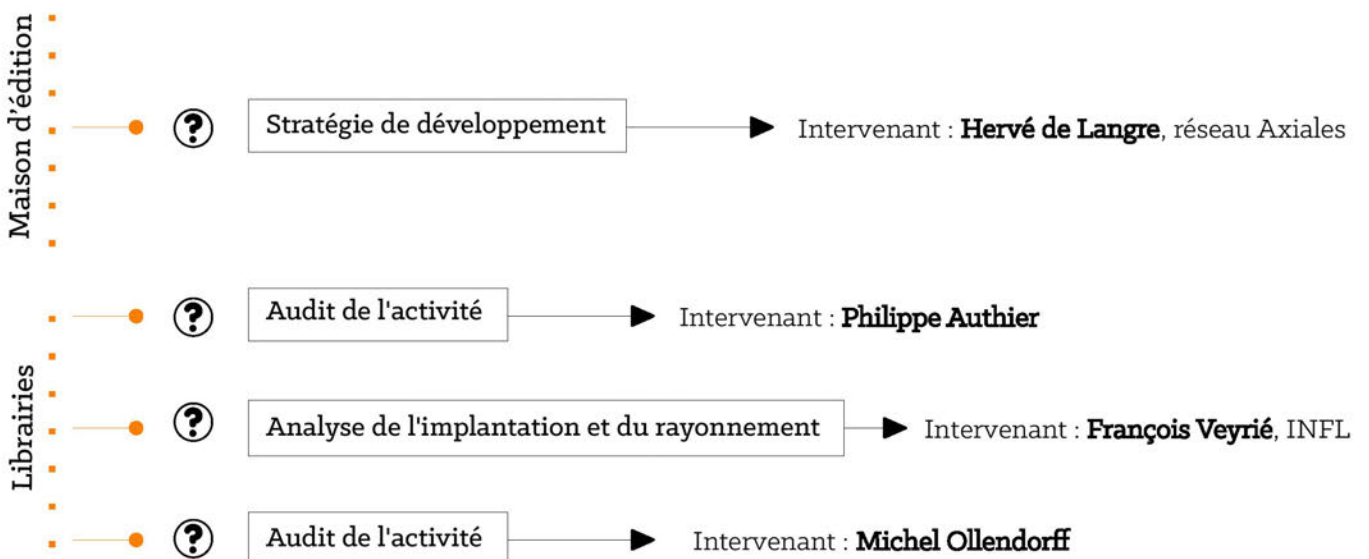 Maison d'édition
?
Stratégie de développement
Intervenant : Hervé de Langre, réseau Axiales
Librairies
?
Audit de l'activité
Intervenant : Philippe Authier
?
Analyse de l'implantation et du rayonnement
Intervenant : François Veyrié, INFL
?
Audit de l'activité
Intervenant : Michel Ollendorff